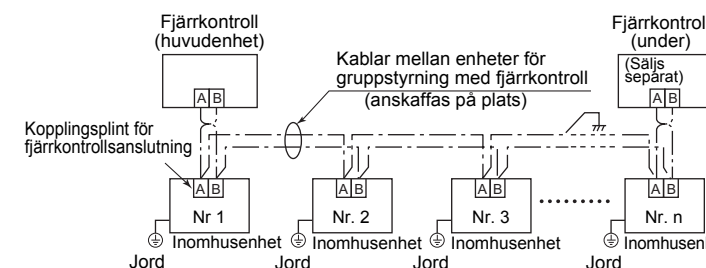 Fjärrkontroll
(huvudenhet)
Kablar mellan enheter för
gruppstyrning med fjärrkontroll
(anskaffas på plats)
Fjärrkontrol
(under)
(Säljs
separat)
A B
A B
Kopplingsplint för
fjärrkontrollsanslutning
A B
A B
A B
A B
Nr 1
Nr. 2
Nr. 3
Nr. n
Inomhusenhet
Inomhusenhet
Inomhusenhet
Inomhusen
Jord
Jord
Jord
Jord